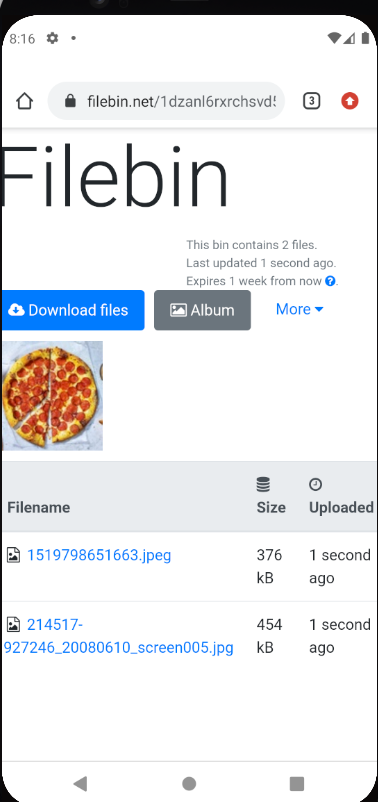 8:16
filebin.net/1dzanl6rxrchsvd
3
Filebin
This bin contains 2 files.
Last updated 1 second ago.
Expires 1 week from now ?.
Download files
Album
More
Filename
Size
Uploaded
1519798651663.jpeg
376 kB
1 second ago
214517-
927246_20080610_screen005.jpg
454 kB
1 second ago